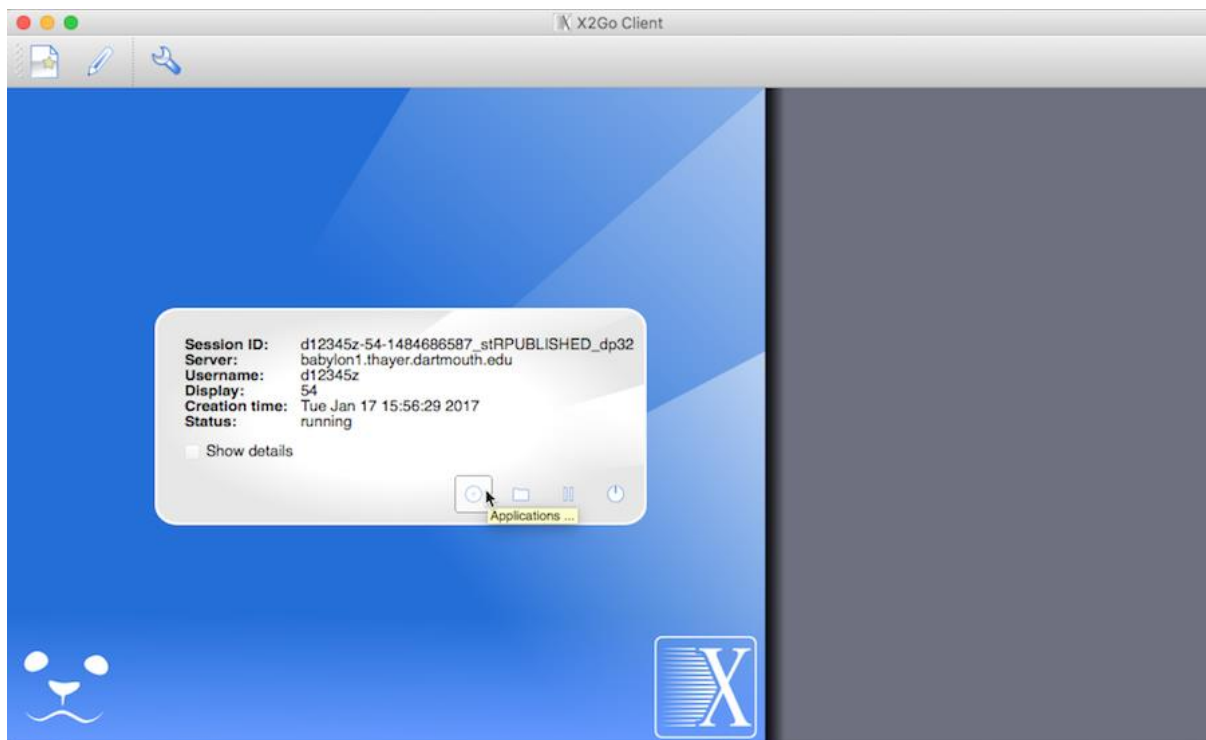 X2Go Client
Session ID: d12345z-54-1484686587_stRPUBLISHED_dp32
Server: babylon1.thayer.dartmouth.edu
Username: d12345z
Display: 54
Creation time: Tue Jan 17 15:56:29 2017
Status: running
Show details
Applications ...
X